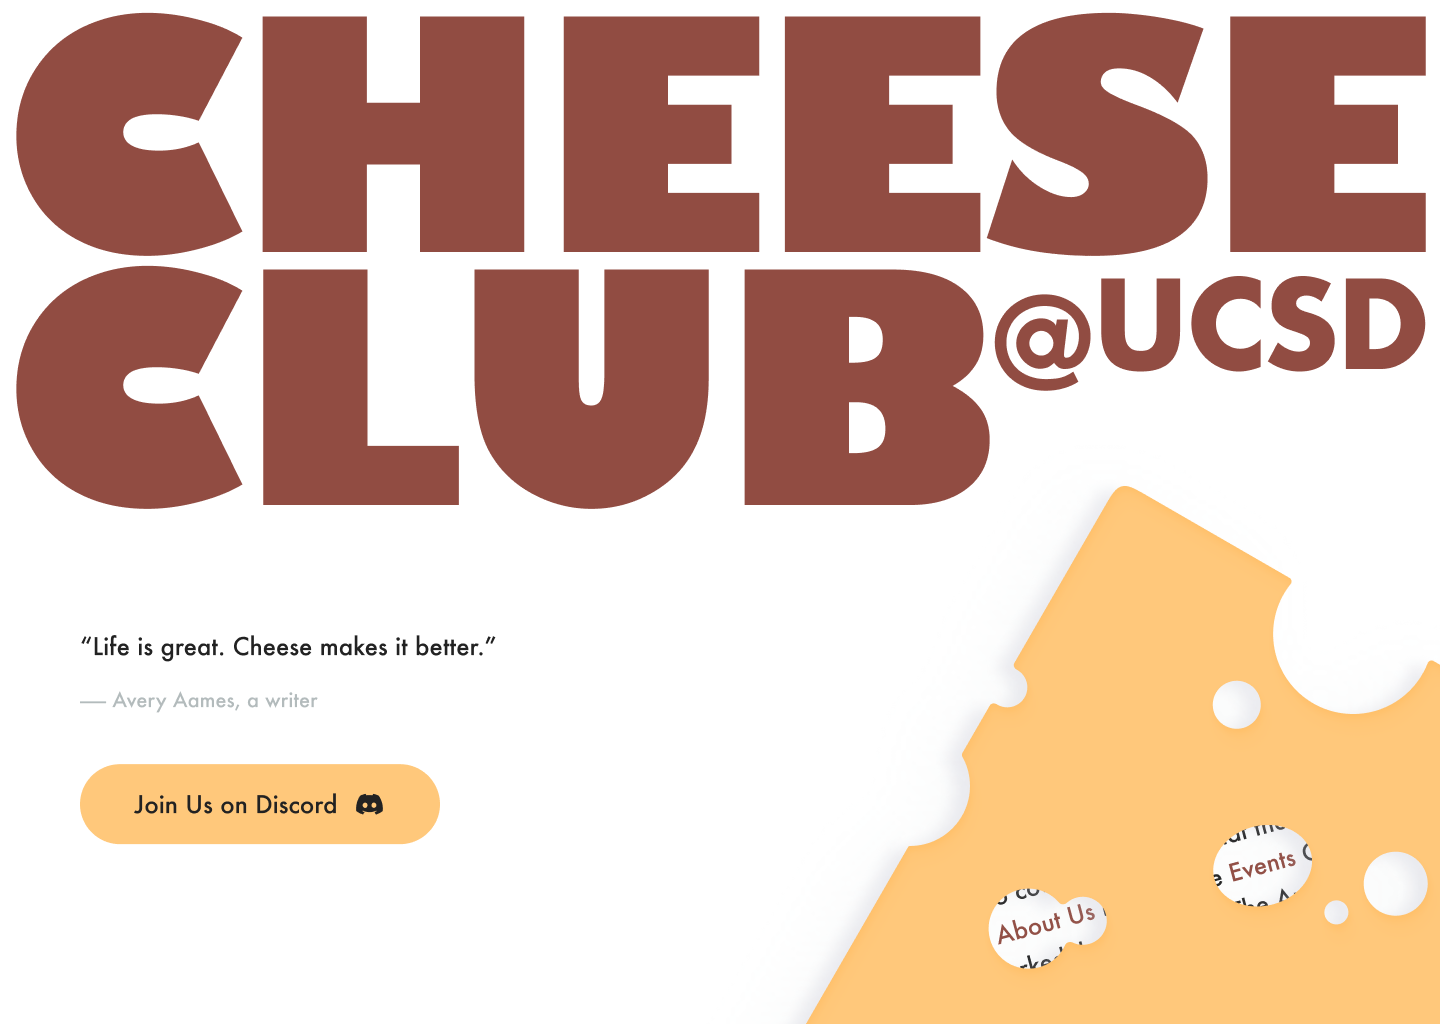 CHEESE
CLUB @UCSD
“Life is great. Cheese makes it better.”
— Avery Aames, a writer
Join Us on Discord
Events
About Us